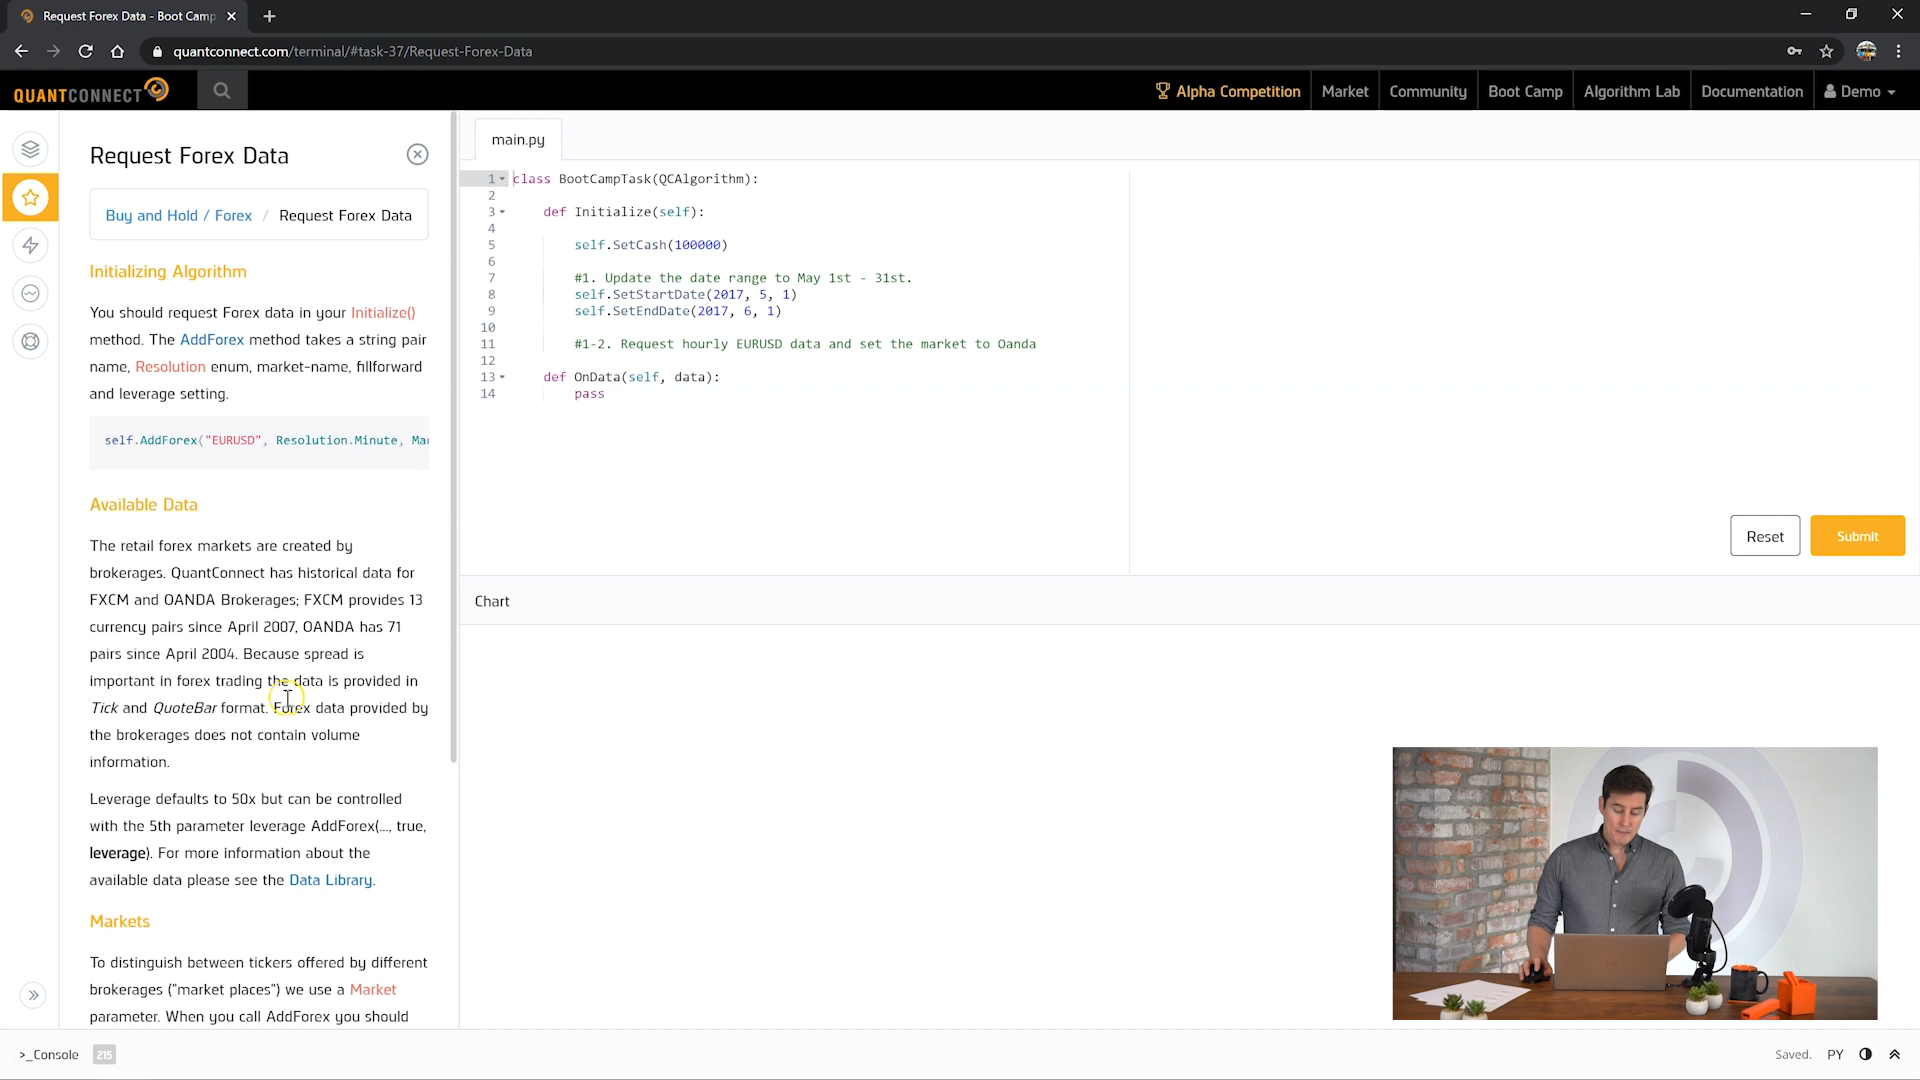 Request Forex Data - Boot Camp
quantconnect.com/terminal/#task-37/Request-Forex-Data
QUANTCONNECT
Alpha Competition
Market
Community
Boot Camp
Algorithm Lab
Documentation
Demo
Request Forex Data
Buy and Hold / Forex / Request Forex Data
Initializing Algorithm
You should request Forex data in your Initialize()
method. The AddForex method takes a string pair
name, Resolution enum, market-name, fillforward
and leverage setting.
self.AddForex("EURUSD", Resolution.Minute, Mar
Available Data
The retail forex markets are created by
brokerages. QuantConnect has historical data for
FXCM and OANDA Brokerages; FXCM provides 13
currency pairs since April 2007, OANDA has 71
pairs since April 2004. Because spread is
important in forex trading the data is provided in
Tick and QuoteBar format. Forex data provided by
the brokerages does not contain volume
information.
Leverage defaults to 50x but can be controlled
with the 5th parameter leverage AddForex(..., true,
leverage). For more information about the
available data please see the Data Library.
Markets
To distinguish between tickers offered by different
brokerages ("market places") we use a Market
parameter. When you call AddForex you should
main.py
1 class BootCampTask(QCAlgorithm):
2
3 def Initialize(self):
4
5 self.SetCash(100000)
6
7 #1. Update the date range to May 1st - 31st.
8 self.SetStartDate(2017, 5, 1)
9 self.SetEndDate(2017, 6, 1)
10
11 #1-2. Request hourly EURUSD data and set the market to Oanda
12
13 def OnData(self, data):
14 pass
Reset
Submit
Chart
>_Console 215
Saved. PY